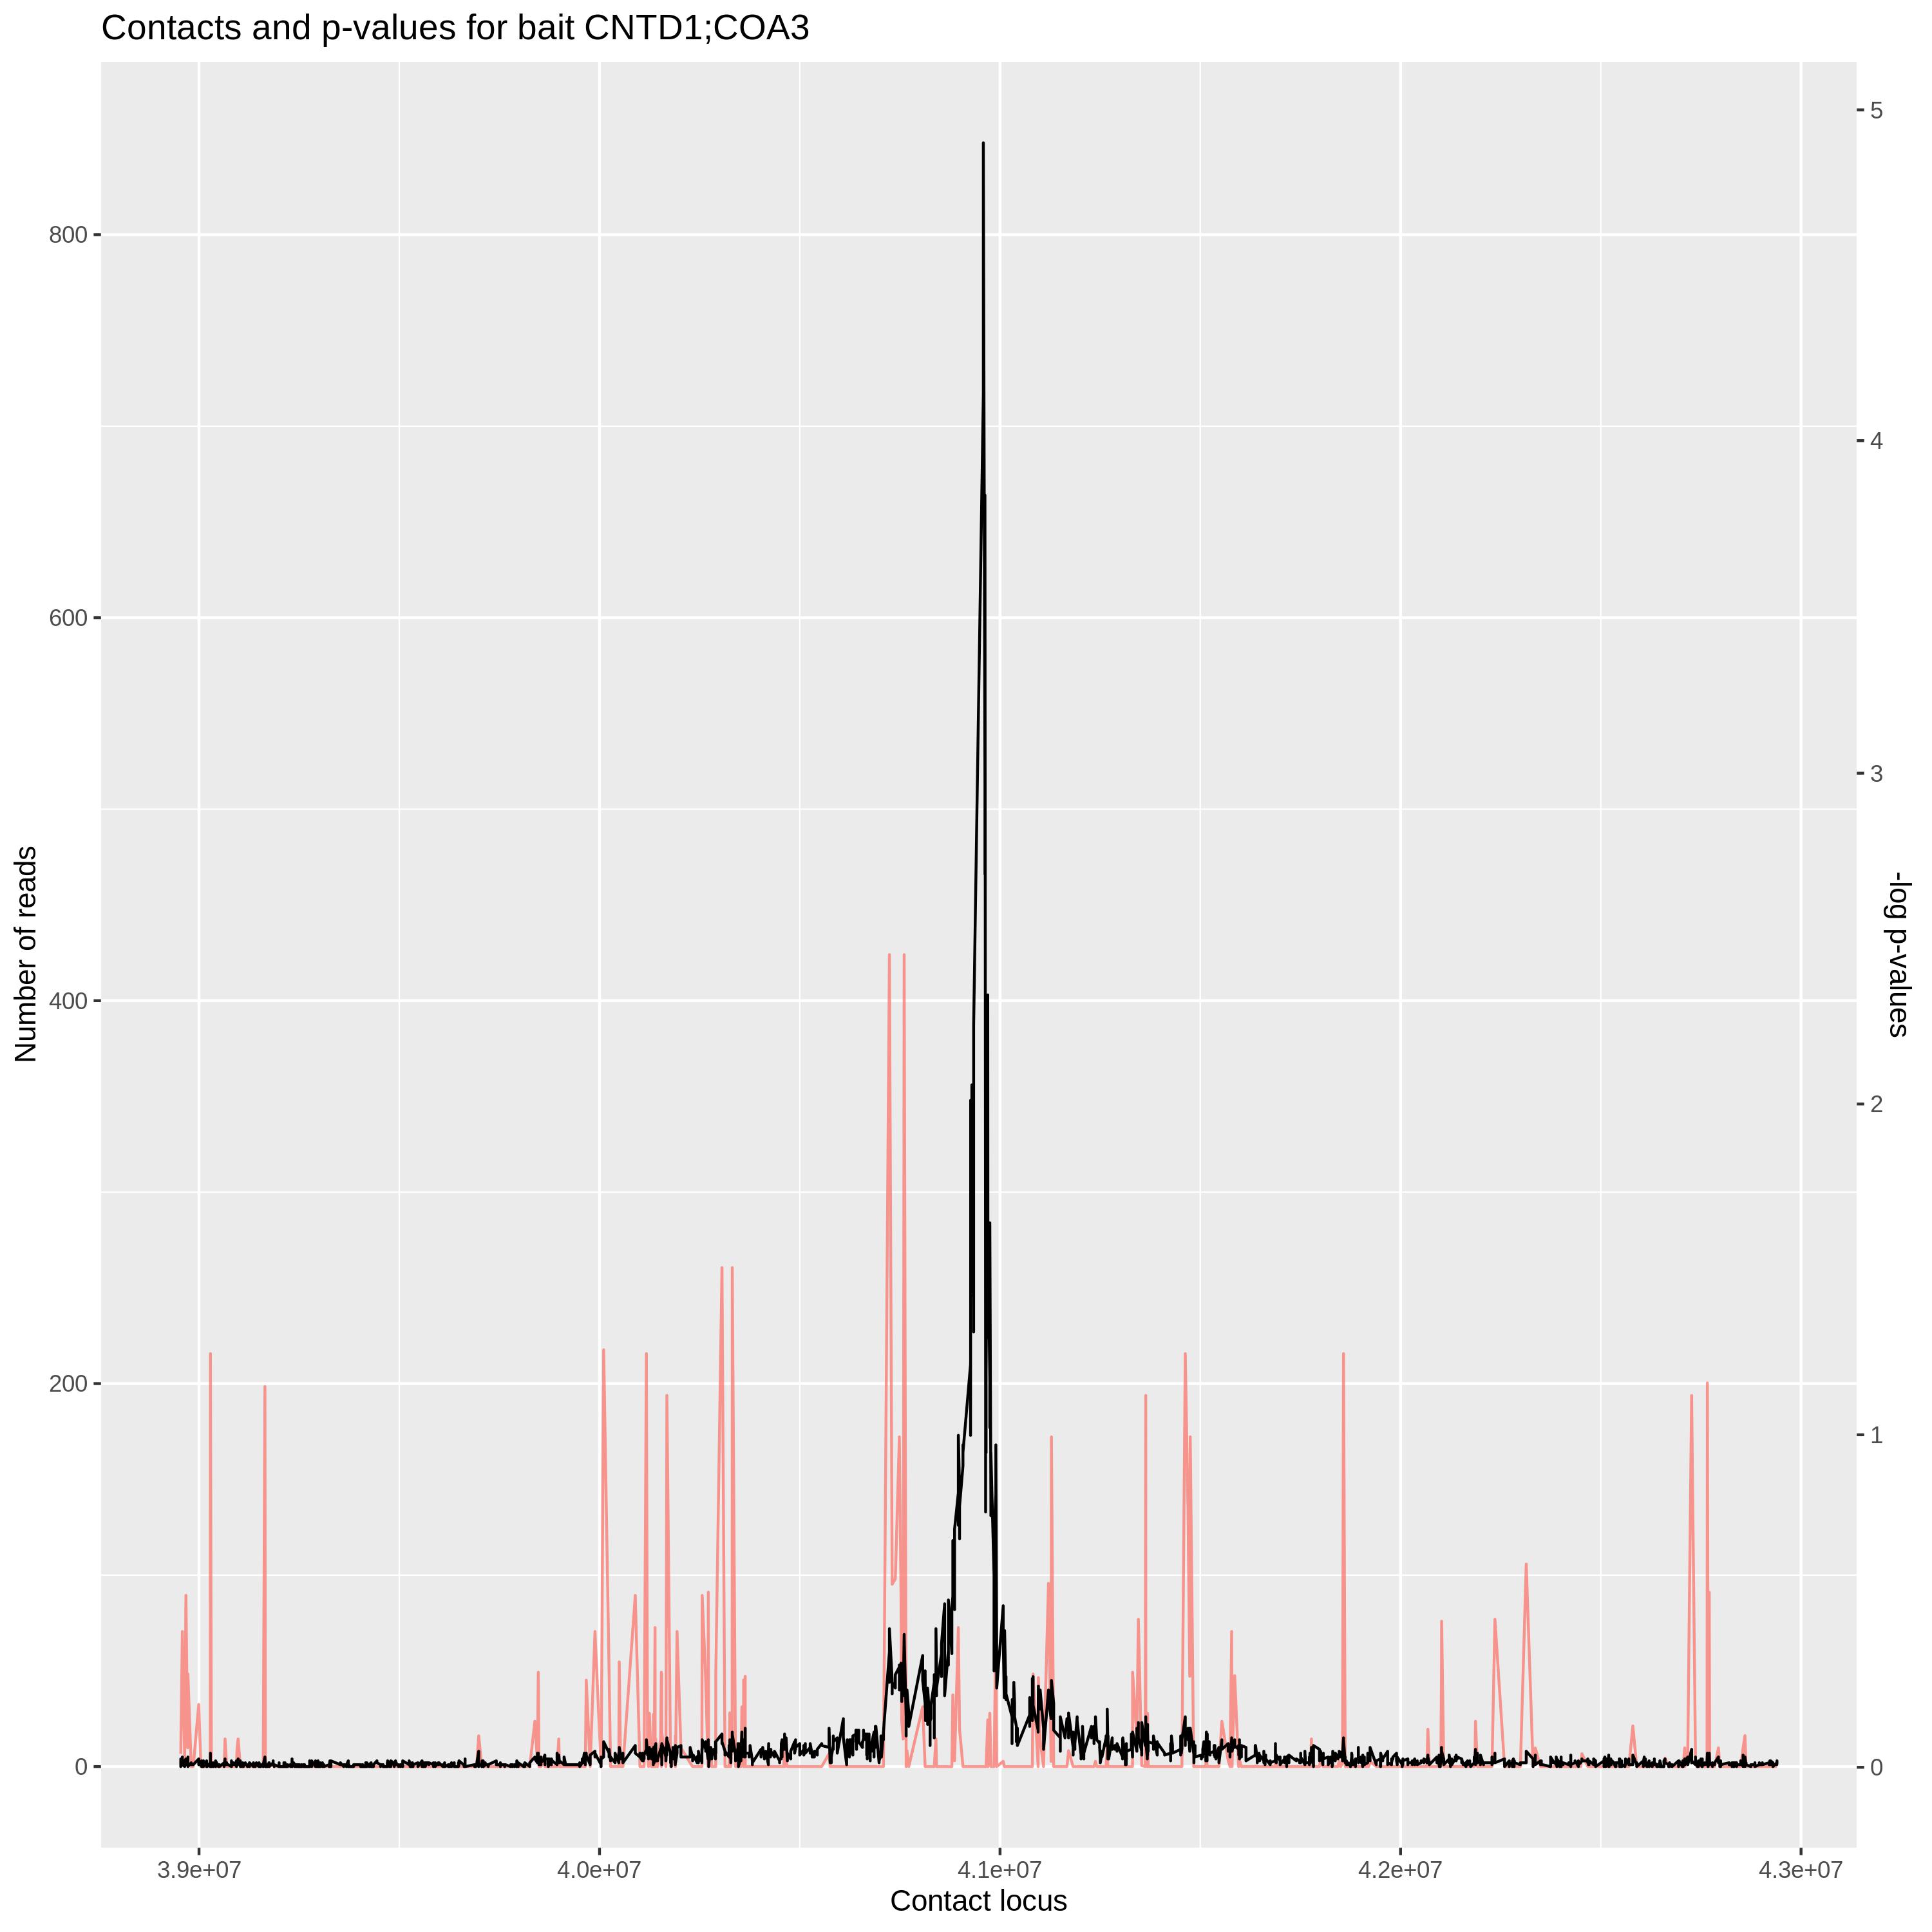 Contacts and p-values for bait CNTD1;COA3
5
800
4
600
3
Number of reads
-log p-values
400
2
200
1
0
0
3.9e+07
4.0e+07
4.1e+07
4.2e+07
4.3e+07
Contact locus